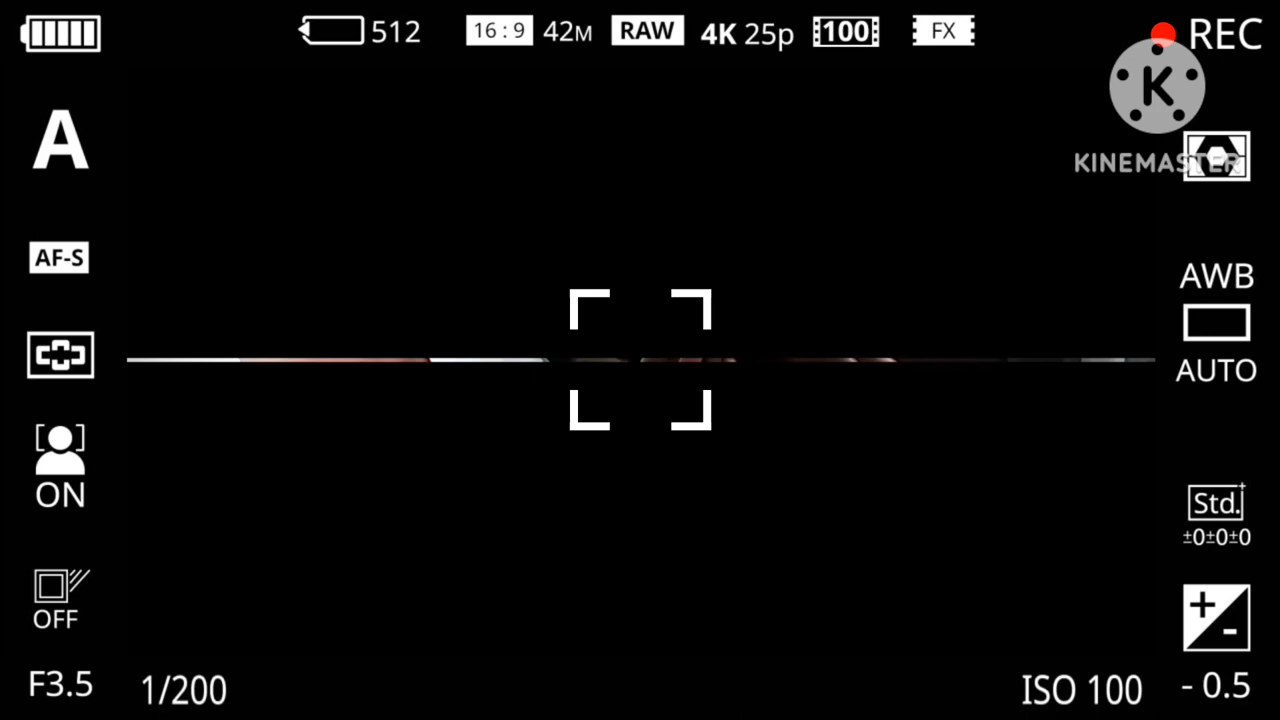 512 16:9 42M RAW 4K 25p 100 FX REC
K
KINEMASTER
A
AF-S
AWB
AUTO
ON
Std.+
±0±0±0
OFF
+
-
F3.5 1/200 ISO 100 - 0.5